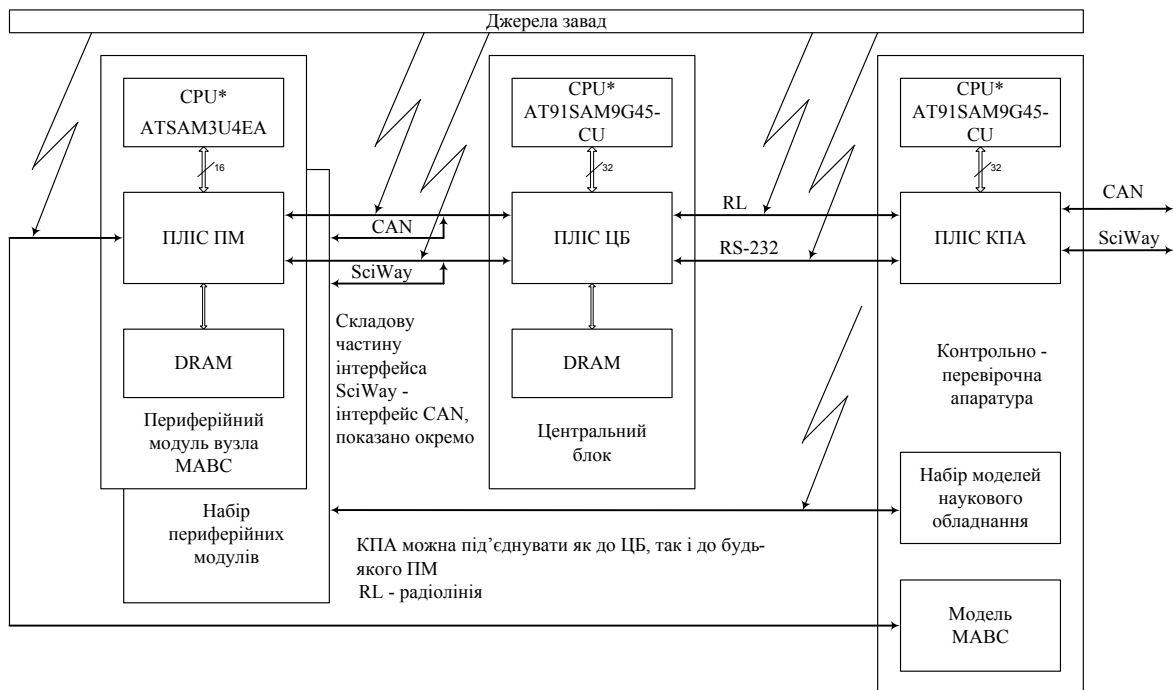 Джерела завад
CPU*
ATSAM3U4EA
16
ПЛІС ПМ
DRAM
Периферійний
модуль вузла
МАВС
Набір
периферійних
модулів
CAN
SciWay
Складову
частину
інтерфейса
SciWay -
інтерфейс CAN,
показано окремо
CPU*
AT91SAM9G45-
CU
32
ПЛІС ЦБ
DRAM
Центральний
блок
RL
RS-232
CPU*
AT91SAM9G45-
CU
32
ПЛІС КПА
CAN
SciWay
Контрольно -
перевірочна
апаратура
Набір моделей
наукового
обладнання
КПА можна під’єднувати як до ЦБ, так і до будь-
якого ПМ
RL - радіолінія
Модель
МАВС